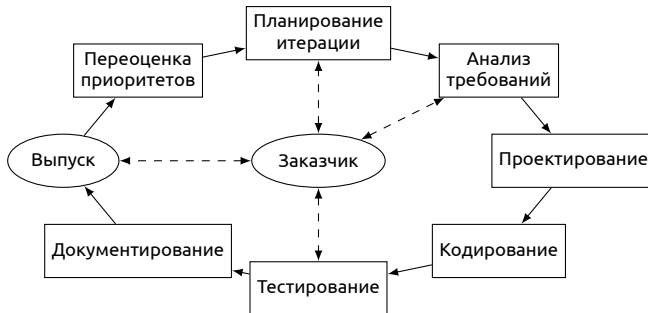 Планирование
итерации
Переоценка
приоритетов
Анализ
требований
Выпуск
Заказчик
Проектирование
Документирование
Кодирование
Тестирование